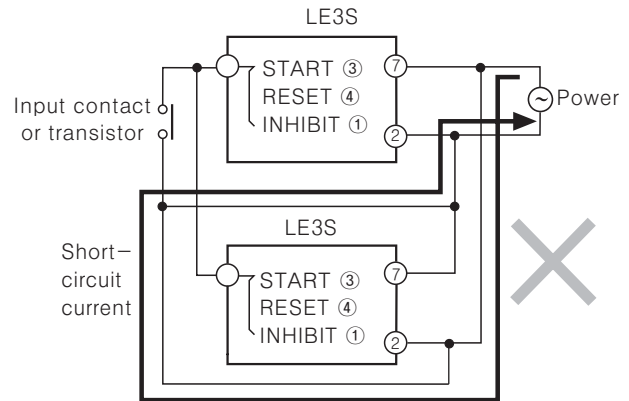 LE3S
START ③ ⑦
RESET ④
INHIBIT ① ②
Power
Input contact
or transistor
LE3S
START ③ ⑦
RESET ④
INHIBIT ① ②
Short-
circuit
current